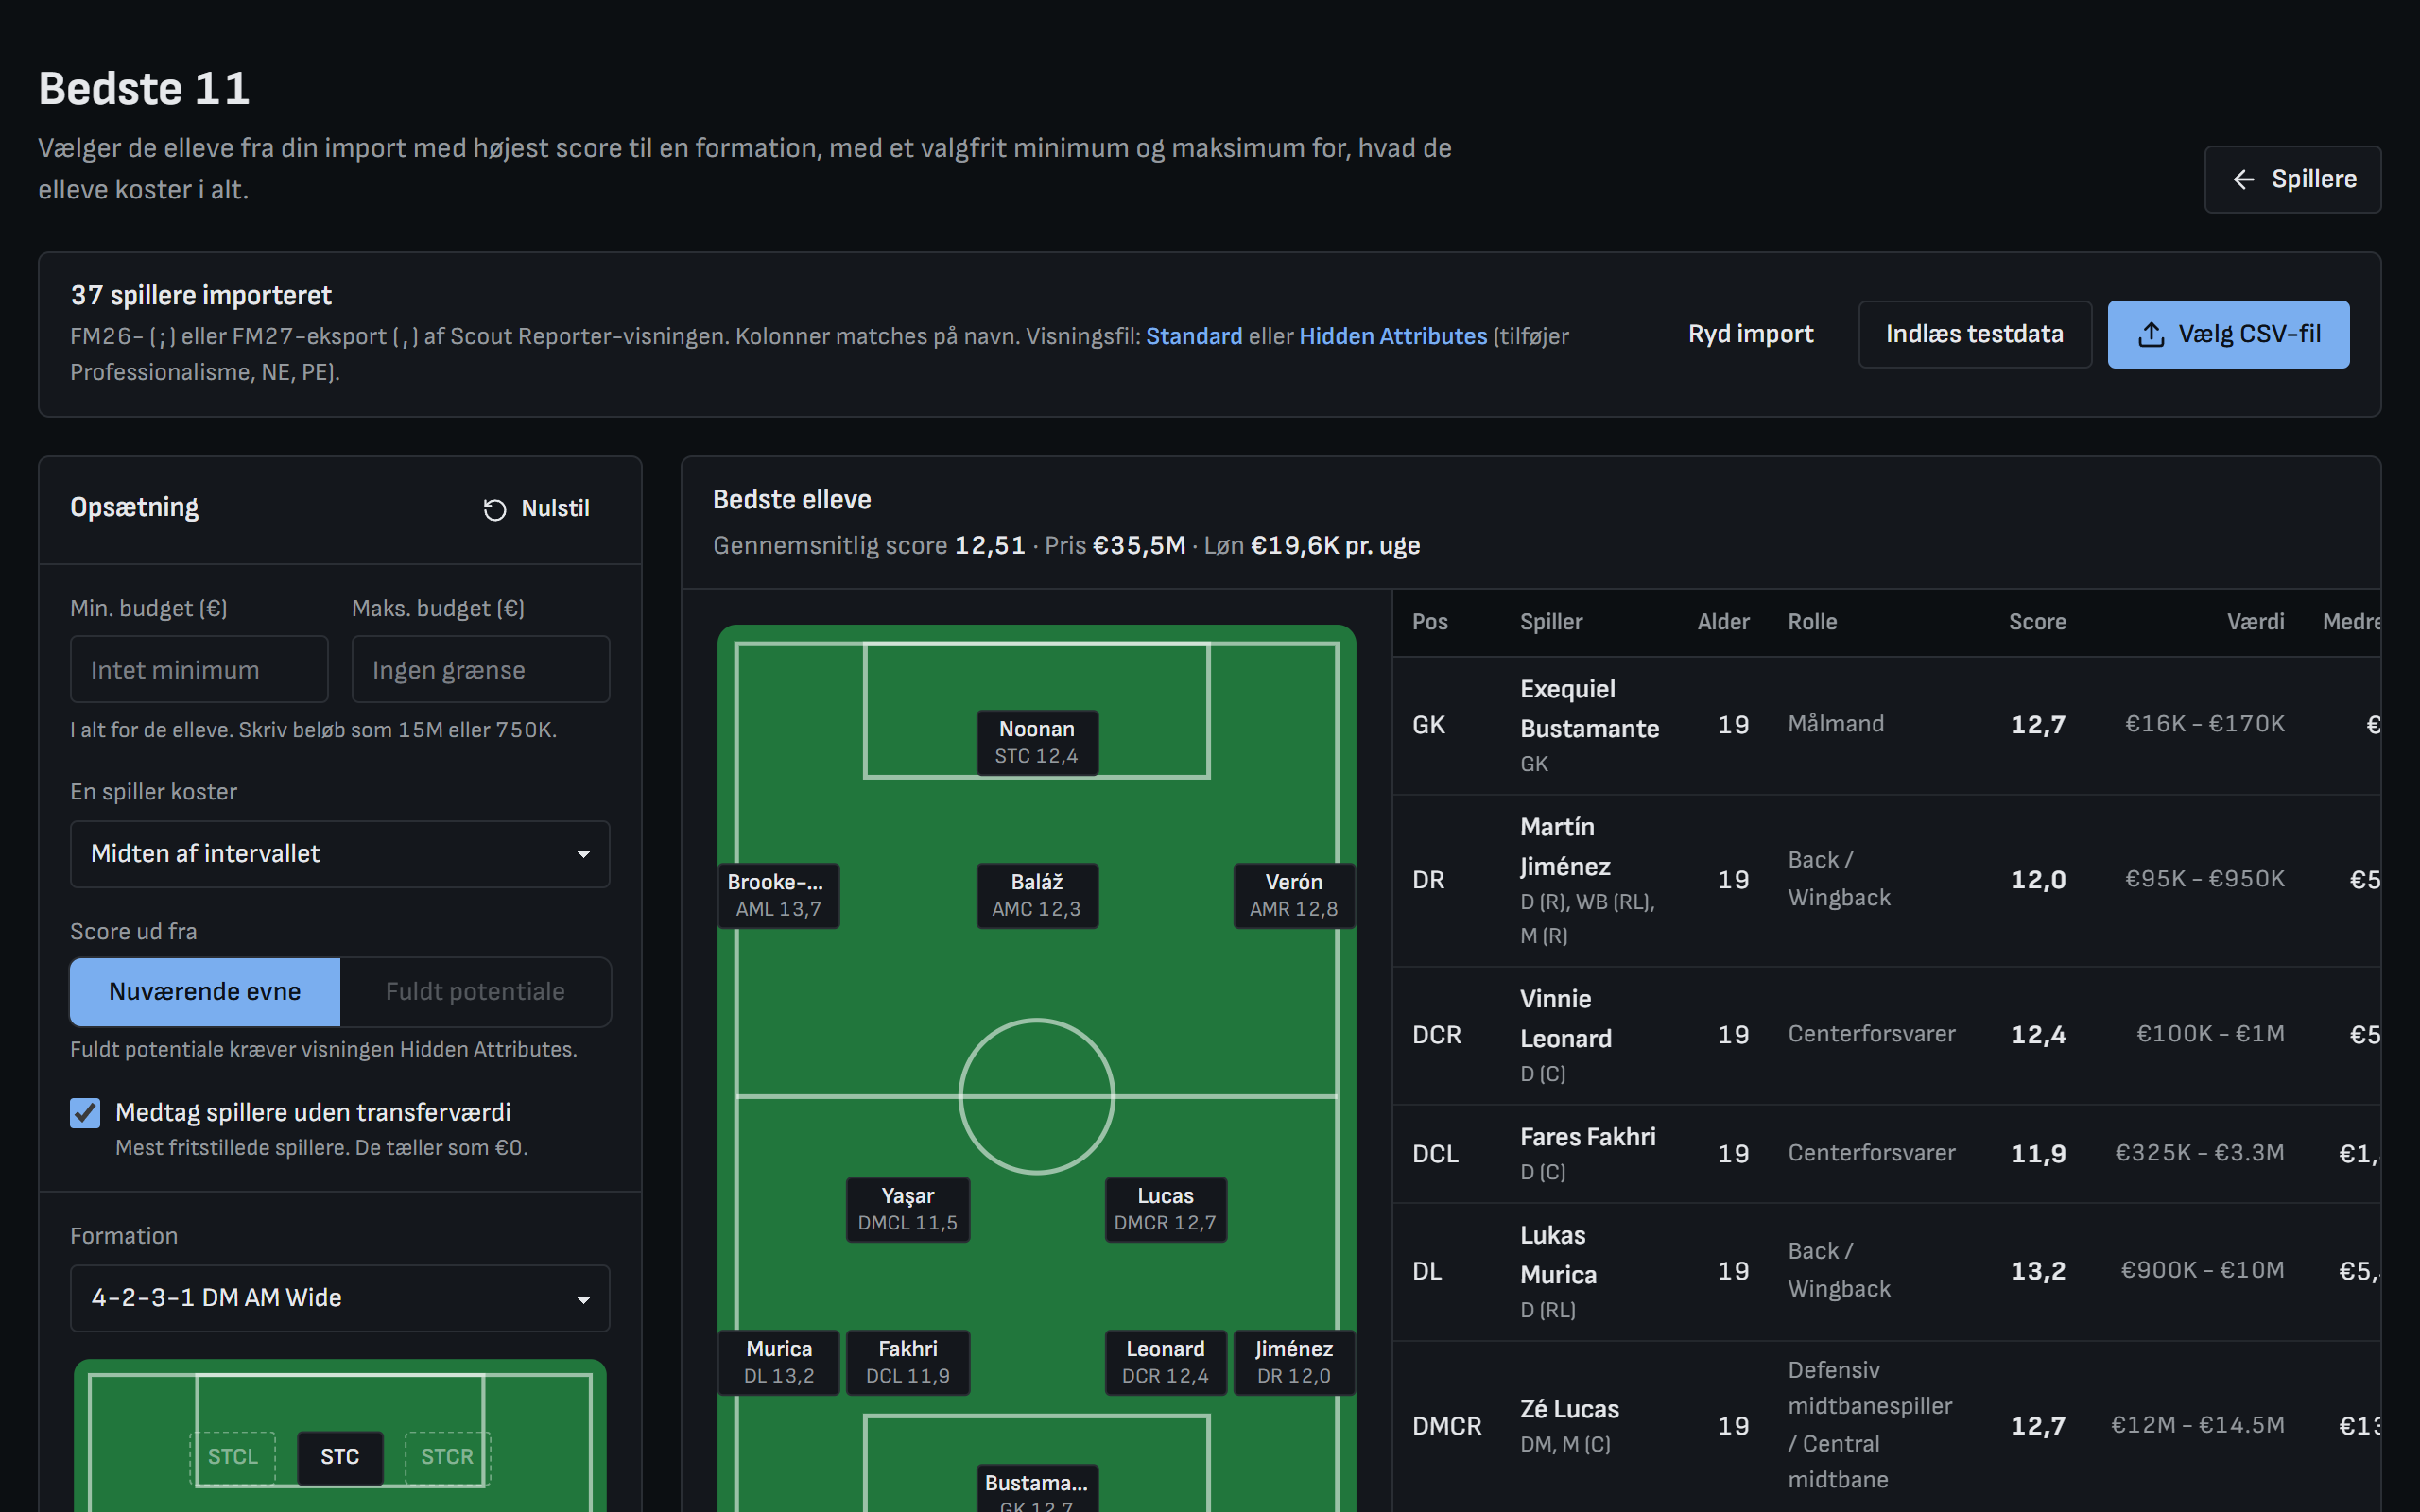 Bedste 11
Vælger de elleve fra din import med højest score til en formation, med et valgfrit minimum og maksimum for, hvad de
elleve koster i alt.
Spillere
37 spillere importeret
FM26- (;) eller FM27-eksport (,) af Scout Reporter-visningen. Kolonner matches på navn. Visningsfil: Standard eller Hidden Attributes (tilføjer
Professionalisme, NE, PE).
Ryd import
Indlæs testdata
Vælg CSV-fil
Opsætning
Nulstil
Min. budget (€)
Maks. budget (€)
Intet minimum
Ingen grænse
I alt for de elleve. Skriv beløb som 15M eller 750K.
En spiller koster
Midten af intervallet
Score ud fra
Nuværende evne
Fuldt potentiale
Fuldt potentiale kræver visningen Hidden Attributes.
Medtag spillere uden transferværdi
Mest fritstillede spillere. De tæller som €0.
Formation
4-2-3-1 DM AM Wide
STCL
STC
STCR
Bedste elleve
Gennemsnitlig score 12,51 · Pris €35,5M · Løn €19,6K pr. uge
Noonan
STC 12,4
Brooke-...
AML 13,7
Baláž
AMC 12,3
Verón
AMR 12,8
Yaşar
DMCL 11,5
Lucas
DMCR 12,7
Murica
DL 13,2
Fakhri
DCL 11,9
Leonard
DCR 12,4
Jiménez
DR 12,0
Bustama...
GK 12,7
Pos Spiller Alder Rolle Score Værdi Medre
GK
Exequiel
Bustamante
GK
19
Målmand
12,7
€16K - €170K
€
DR
Martín
Jiménez
D (R), WB (RL),
M (R)
19
Back /
Wingback
12,0
€95K - €950K
€5
DCR
Vinnie
Leonard
D (C)
19
Centerforsvarer
12,4
€100K - €1M
€5
DCL
Fares Fakhri
D (C)
19
Centerforsvarer
11,9
€325K - €3.3M
€1,
DL
Lukas
Murica
D (RL)
19
Back /
Wingback
13,2
€900K - €10M
€5,
DMCR
Zé Lucas
DM, M (C)
19
Defensiv
midtbanespiller
/ Central
midtbane
12,7
€12M - €14.5M
€13